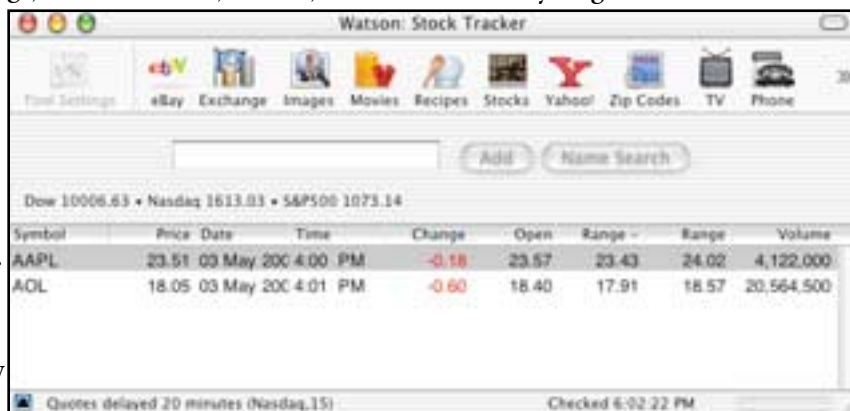 Watson: Stock Tracker
Tool Settings eBay Exchange Images Movies Recipes Stocks Yahoo! Zip Codes TV Phone »
Add Name Search
Dow 10006.63 • Nasdaq 1613.03 • S&P500 1073.14
Symbol Price Date Time Change Open Range - Range Volume
AAPL 23.51 03 May 200 4:00 PM -0.18 23.57 23.43 24.02 4,122,000
AOL 18.05 03 May 200 4:01 PM -0.60 18.40 17.91 18.57 20,564,500
Quotes delayed 20 minutes (Nasdaq,15) Checked 6:02:22 PM